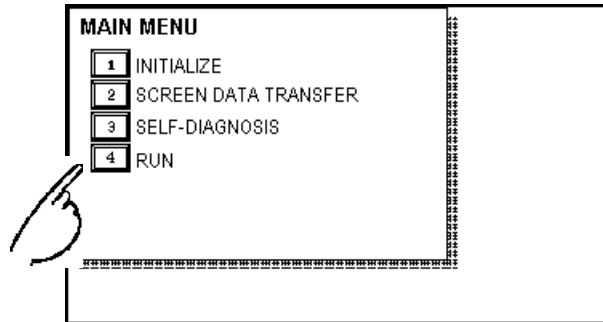 MAIN MENU
1 INITIALIZE
2 SCREEN DATA TRANSFER
3 SELF-DIAGNOSIS
4 RUN